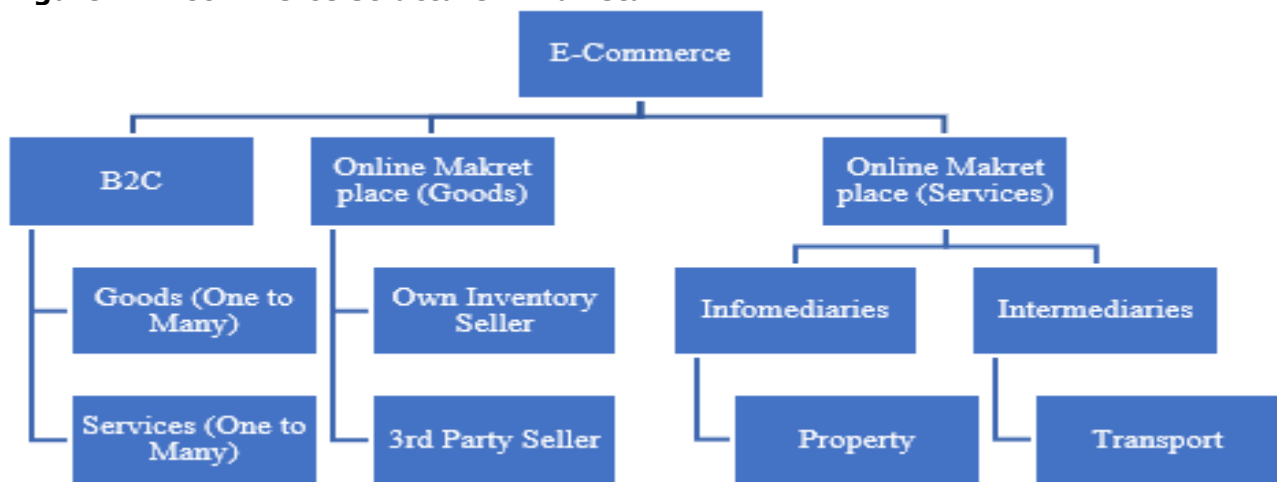 E-Commerce
B2C
Online Makret
place (Goods)
Online Makret
place (Services)
Goods (One to
Many)
Own Inventory
Seller
Infomediaries
Intermediaries
Services (One to
Many)
3rd Party Seller
Property
Transport